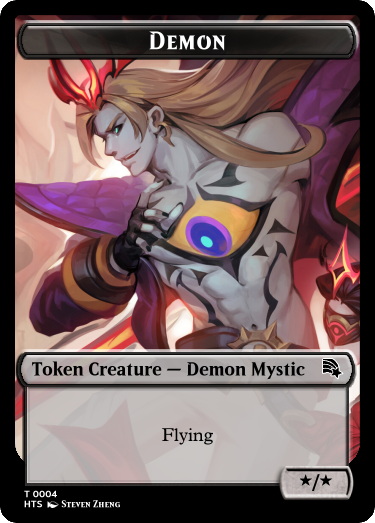 DEMON
Token Creature — Demon Mystic
Flying
★/★
T 0004
HTS STEVEN ZHENG